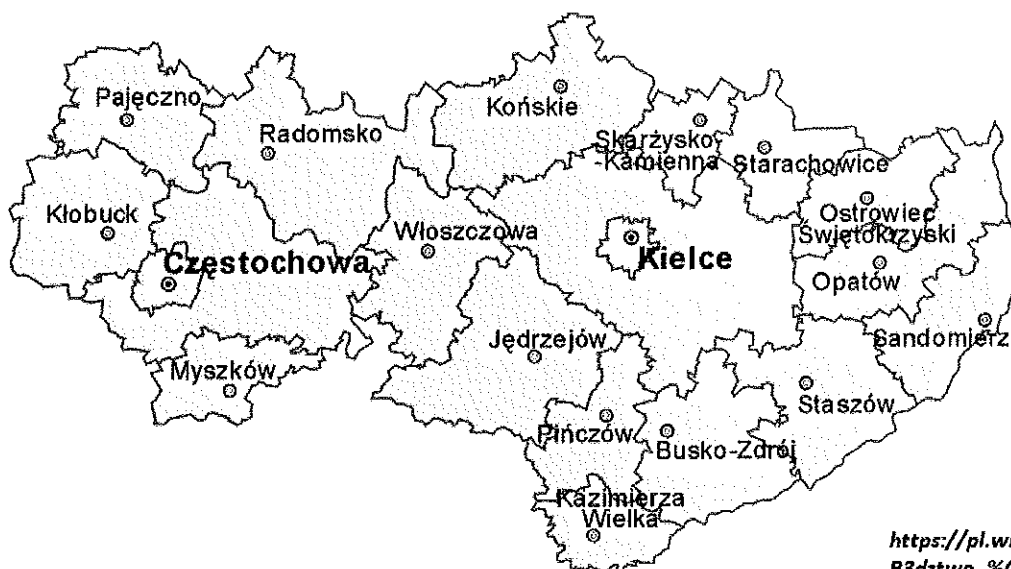 Pajęczno
Końskie
Radomsko
Skarżysko
-Kamienna
Starachowice
Kłobuck
Włoszczowa
Ostrowiec
Świętokrzyski
Częstochowa
Kielce
Opatów
Sandomierz
Jędrzejów
Myszków
Staszów
Pińczów
Busko-Zdrój
Kazimierza
Wielka
https://pl.wi